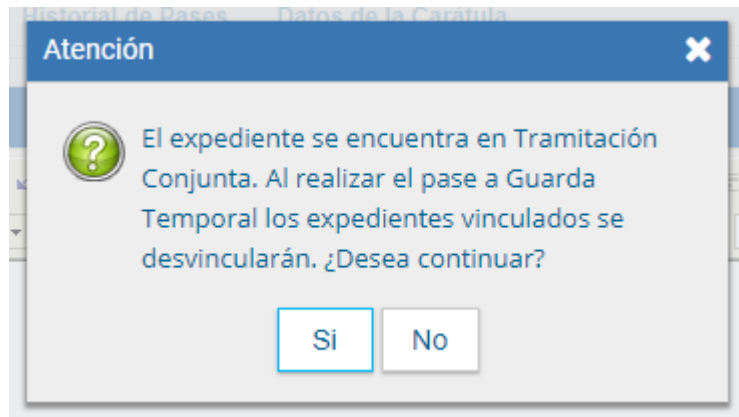 Historial de Pases Datos de la Carátula
Atención
El expediente se encuentra en Tramitación
Conjunta. Al realizar el pase a Guarda
Temporal los expedientes vinculados se
desvincularán. ¿Desea continuar?
Si No